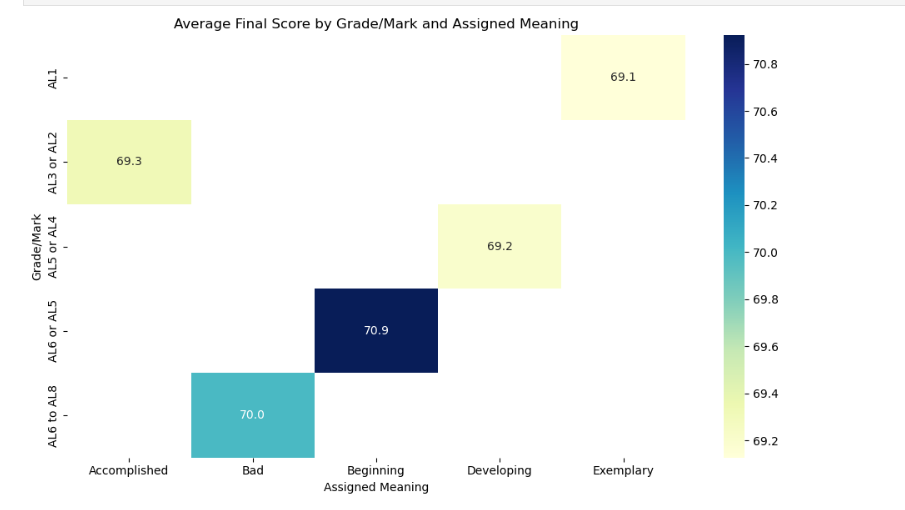 Average Final Score by Grade/Mark and Assigned Meaning
AL1
AL3 or AL2
AL5 or AL4
AL6 or AL5
AL6 to AL8
Grade/Mark
69.1
69.3
69.2
70.9
70.0
Accomplished Bad Beginning Developing Exemplary
Assigned Meaning
70.8
70.6
70.4
70.2
70.0
69.8
69.6
69.4
69.2